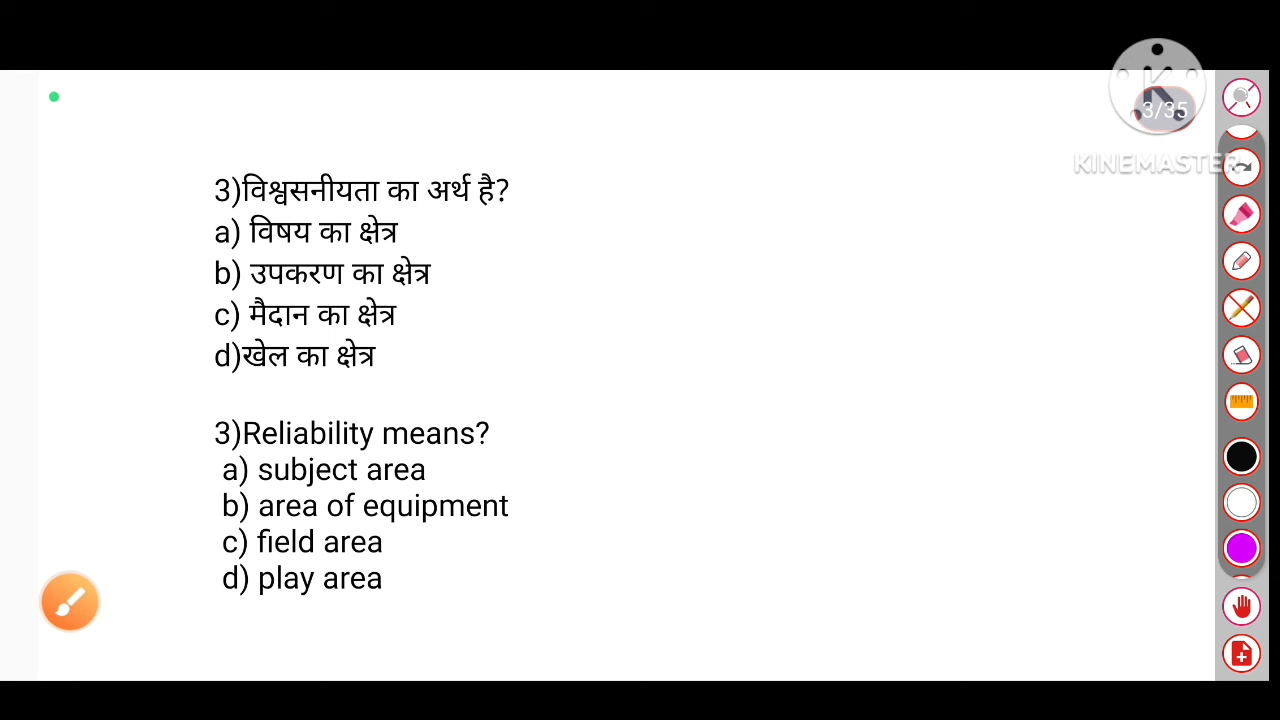 3/35
KINEMASTER
3)विश्वसनीयता का अर्थ है?
a) विषय का क्षेत्र
b) उपकरण का क्षेत्र
c) मैदान का क्षेत्र
d)खेल का क्षेत्र
3)Reliability means?
a) subject area
b) area of equipment
c) field area
d) play area